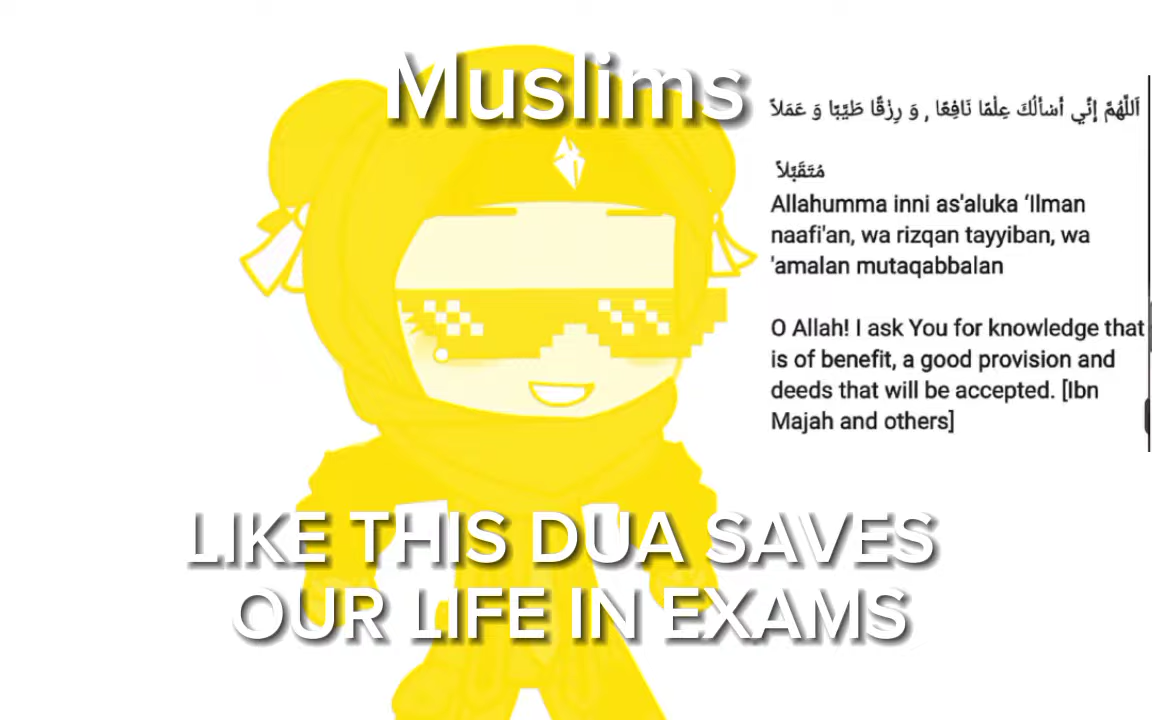 Muslims
اَللَّهُمَّ إِنِّي أَسْأَلُكَ عِلْمًا نَافِعًا , وَ رِزْقًا طَيِّبًا وَ عَمَلاً
مُتَقَبَّلاً
Allahumma inni as'aluka ‘Ilman
naafi'an, wa rizqan tayyiban, wa
'amalan mutaqabbalan
O Allah! I ask You for knowledge that
is of benefit, a good provision and
deeds that will be accepted. [Ibn
Majah and others]
LIKE THIS DUA SAVES
OUR LIFE IN EXAMS